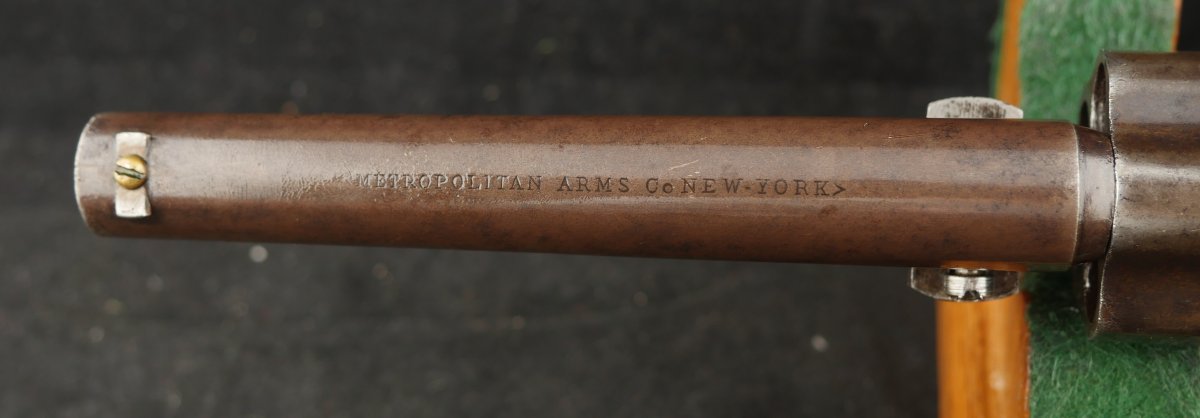 METROPOLITAN ARMS Co NEW-YORK>